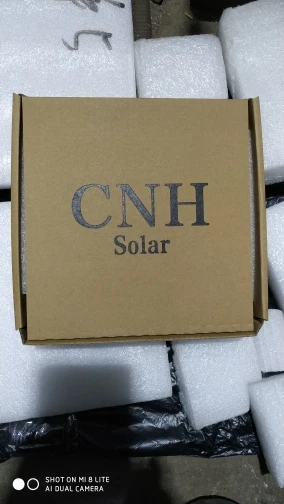 CNH
Solar
SHOT ON MI 8 LITE
AI DUAL CAMERA